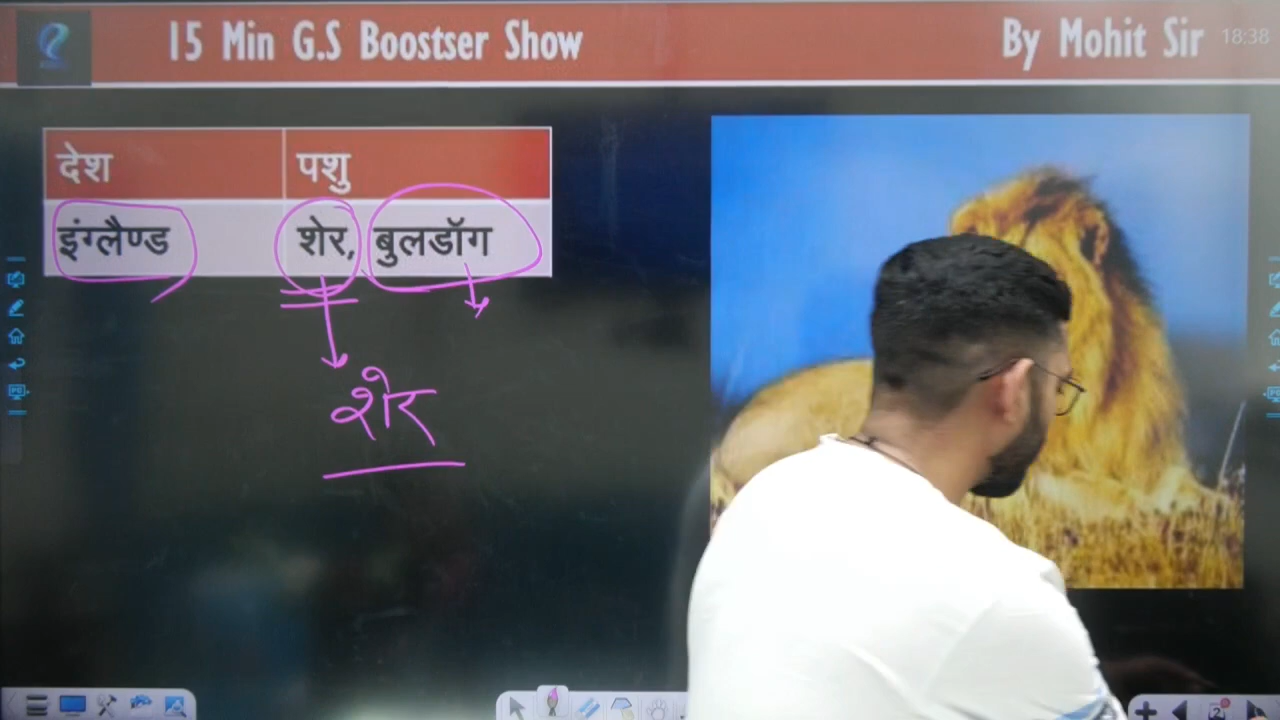 15 Min G.S Boostser Show
By Mohit Sir 18:38
देश पशु
इंग्लैण्ड शेर, बुलडॉग
शेर